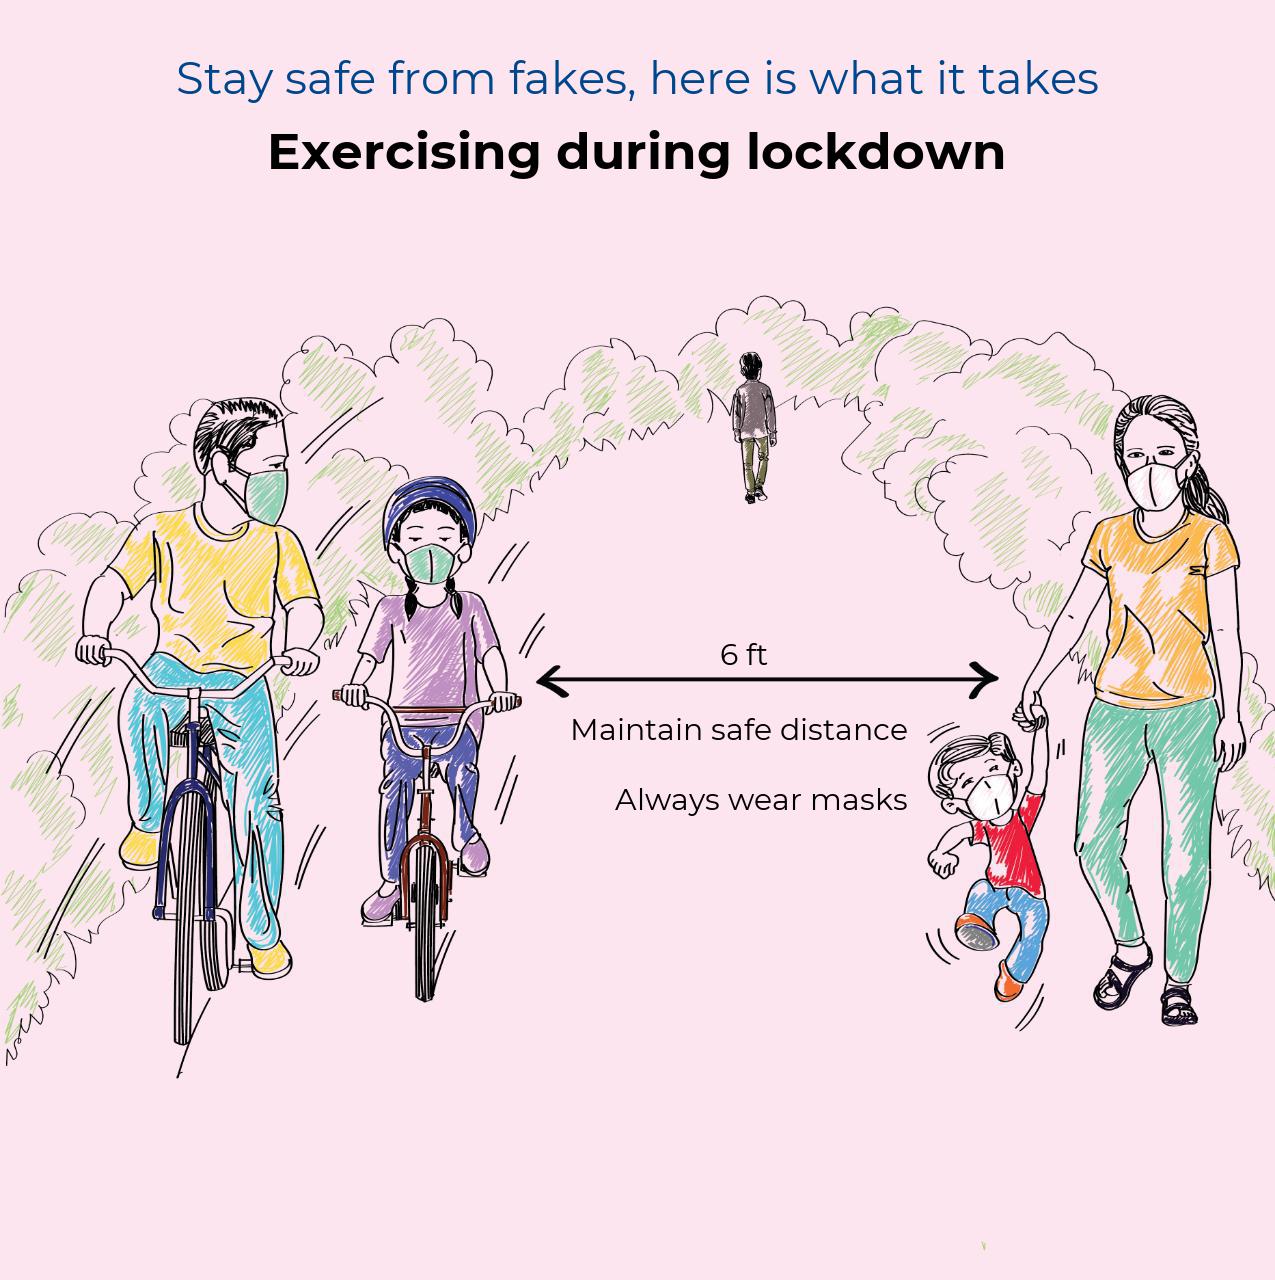 Stay safe from fakes, here is what it takes
Exercising during lockdown
6 ft
Maintain safe distance
Always wear masks